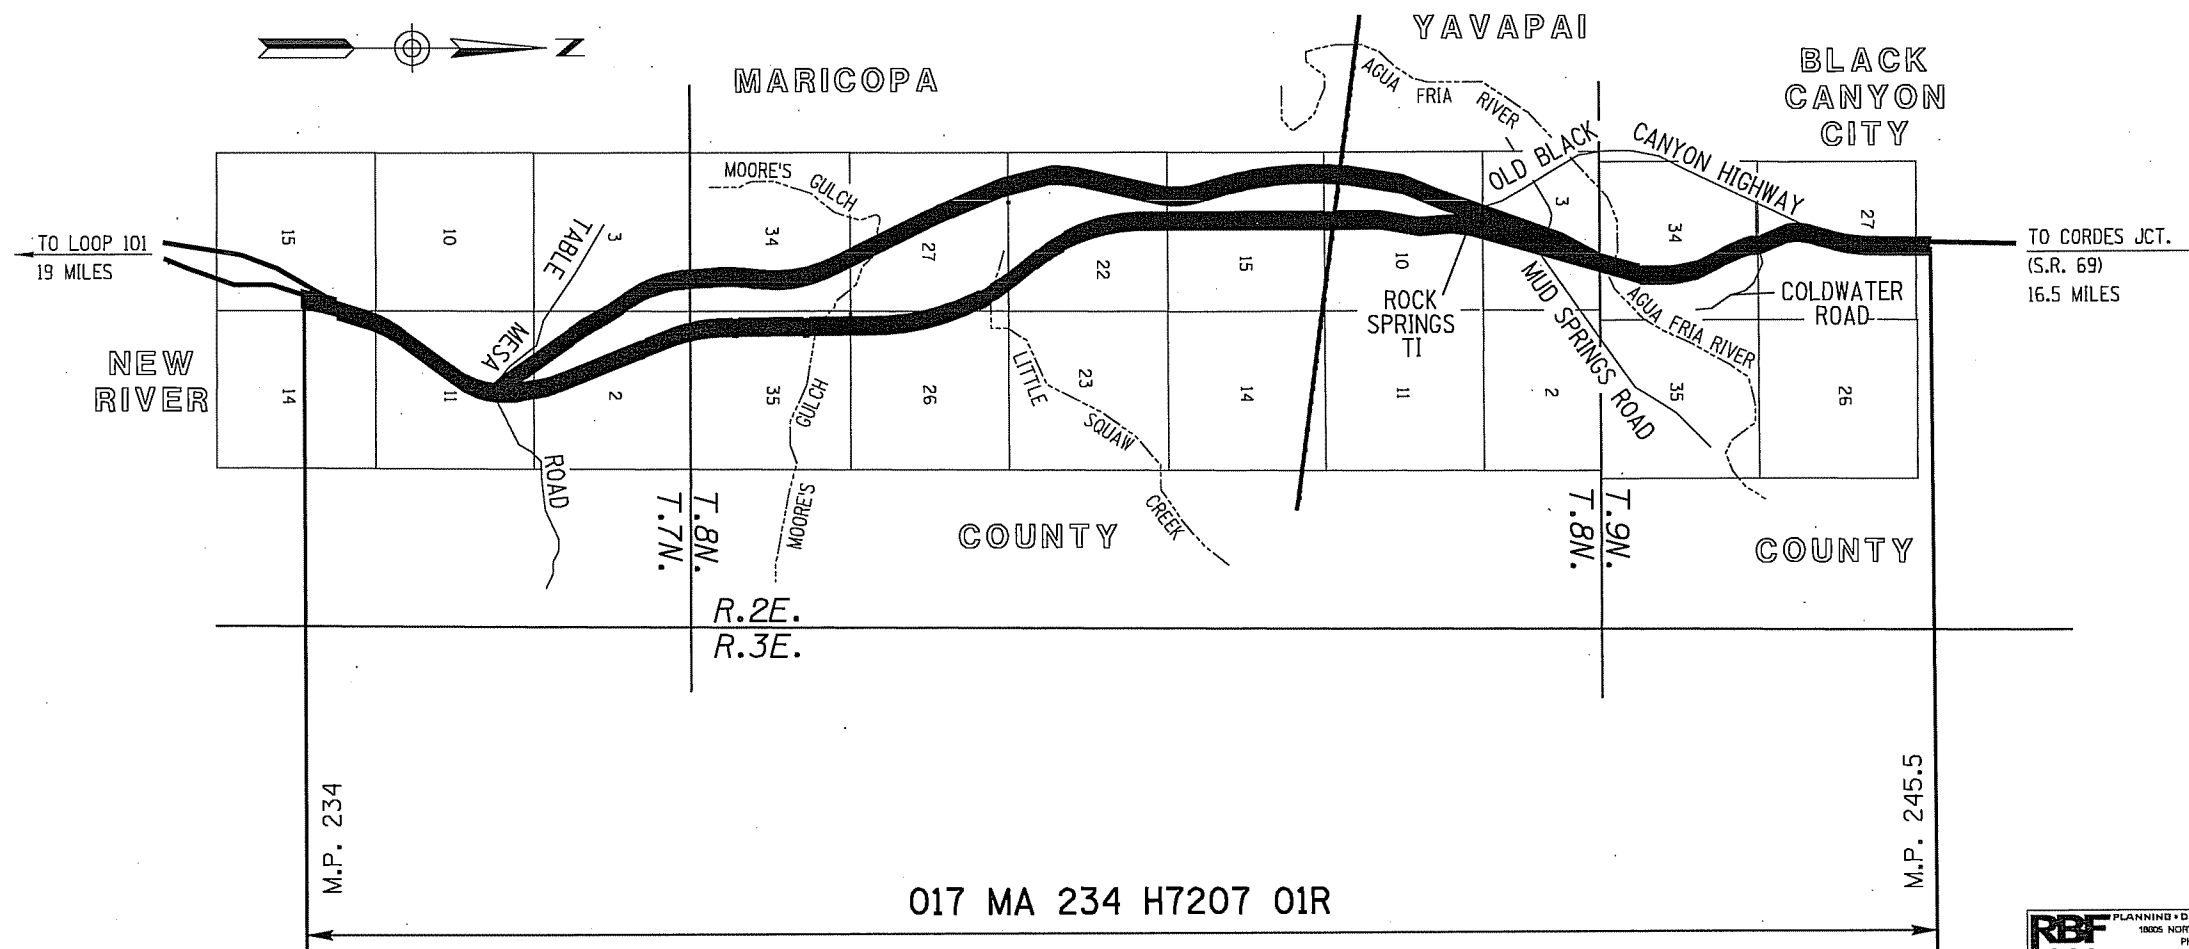 N
MARICOPA
YAVAPAI
BLACK
CANYON
CITY
AGUA
FRIA
RIVER
OLD BLACK
CANYON HIGHWAY
MOORE'S
GULCH
TO LOOP 101
19 MILES
15
10
TABLE
3
34
27
22
15
10
3
34
27
TO CORDES JCT.
(S.R. 69)
16.5 MILES
MESA
ROAD
ROCK
SPRINGS
TI
MUD SPRINGS ROAD
AGUA FRIA RIVER
COLDWATER
ROAD
NEW
RIVER
14
11
2
35
26
23
14
11
2
35
26
GULCH
MOORE'S
LITTLE
SQUAW
CREEK
T.7N.
T.8N.
COUNTY
T.8N.
T.9N.
COUNTY
R.2E.
R.3E.
M.P. 234
M.P. 245.5
017 MA 234 H7207 01R
RBF
PLANNING